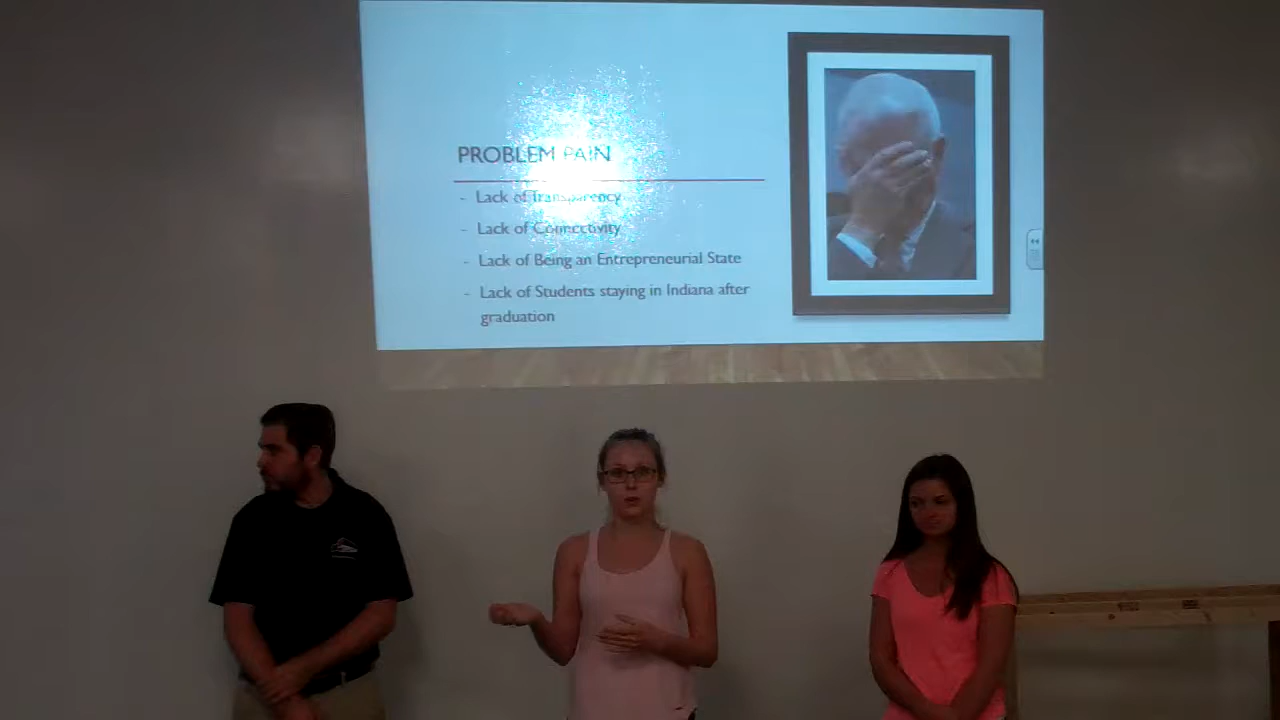 PROBLEM PAIN
- Lack of Transparency
- Lack of Connectivity
- Lack of Being an Entrepreneurial State
- Lack of Students staying in Indiana after
graduation